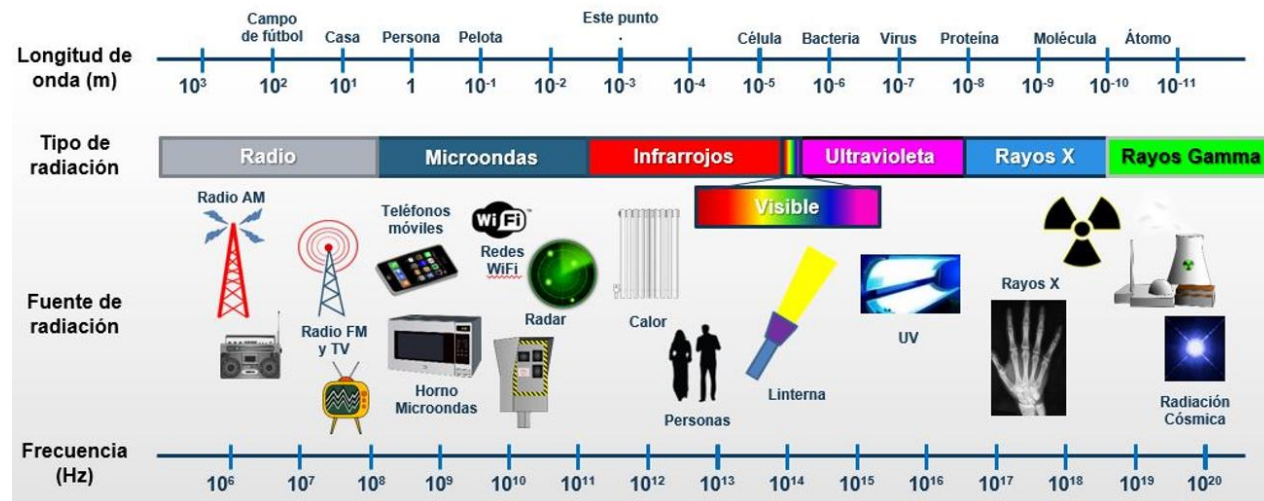 Longitud de
onda (m)
Campo
de fútbol
Casa
Persona
Pelota
Este punto
.
Célula
Bacteria
Virus
Proteína
Molécula
Átomo
10³ 10² 10¹ 1 10⁻¹ 10⁻² 10⁻³ 10⁻⁴ 10⁻⁵ 10⁻⁶ 10⁻⁷ 10⁻⁸ 10⁻⁹ 10⁻¹⁰ 10⁻¹¹
Tipo de
radiación
Radio
Microondas
Infrarrojos
Ultravioleta
Rayos X
Rayos Gamma
Visible
Fuente de
radiación
Radio AM
Radio FM
y TV
Teléfonos
móviles
WiFi™
Redes
WiFi
Radar
Horno
Microondas
Calor
Personas
Linterna
UV
Rayos X
Radiación
Cósmica
Frecuencia
(Hz)
10⁶ 10⁷ 10⁸ 10⁹ 10¹⁰ 10¹¹ 10¹² 10¹³ 10¹⁴ 10¹⁵ 10¹⁶ 10¹⁷ 10¹⁸ 10¹⁹ 10²⁰